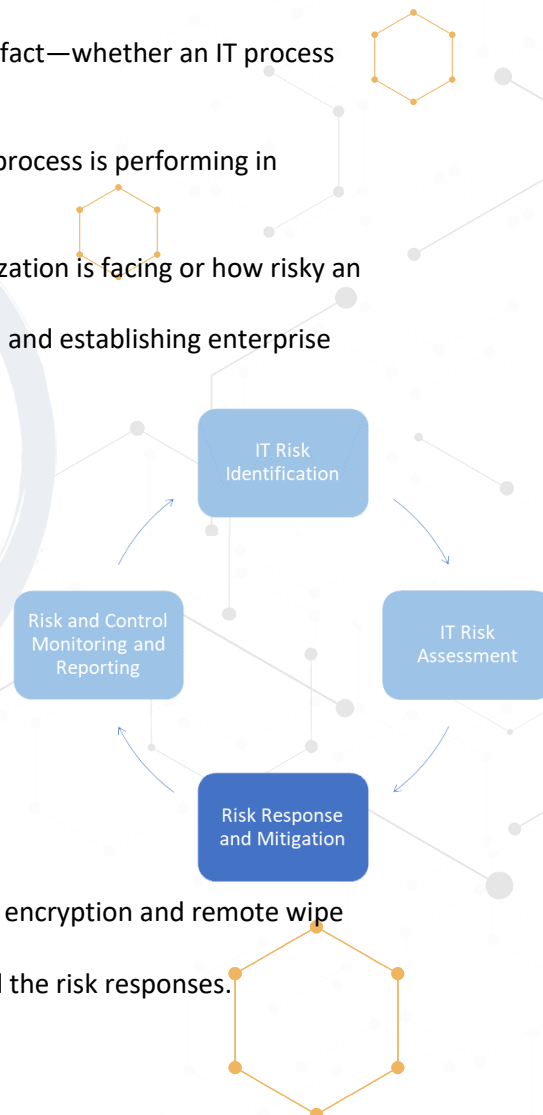 fact—whether an IT process
process is performing in
zation is facing or how risky an
and establishing enterprise
IT Risk
Identification
Risk and Control
Monitoring and
Reporting
IT Risk
Assessment
Risk Response
and Mitigation
encryption and remote wipe
the risk responses.